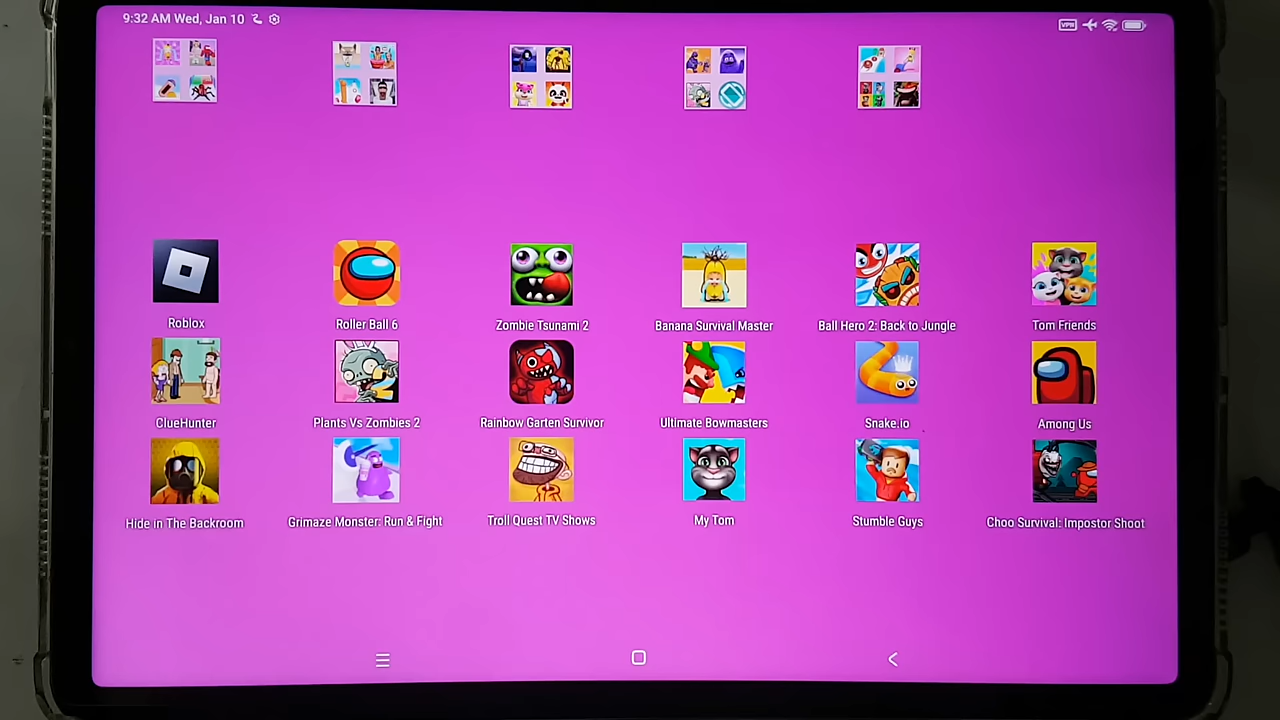 9:32 AM Wed, Jan 10
VPN
Roblox
Roller Ball 6
Zombie Tsunami 2
Banana Survival Master
Ball Hero 2: Back to Jungle
Tom Friends
ClueHunter
Plants Vs Zombies 2
Rainbow Garten Survivor
Ultimate Bowmasters
Snake.io
Among Us
Hide in The Backroom
Grimaze Monster: Run & Fight
Troll Quest TV Shows
My Tom
Stumble Guys
Choo Survival: Impostor Shoot